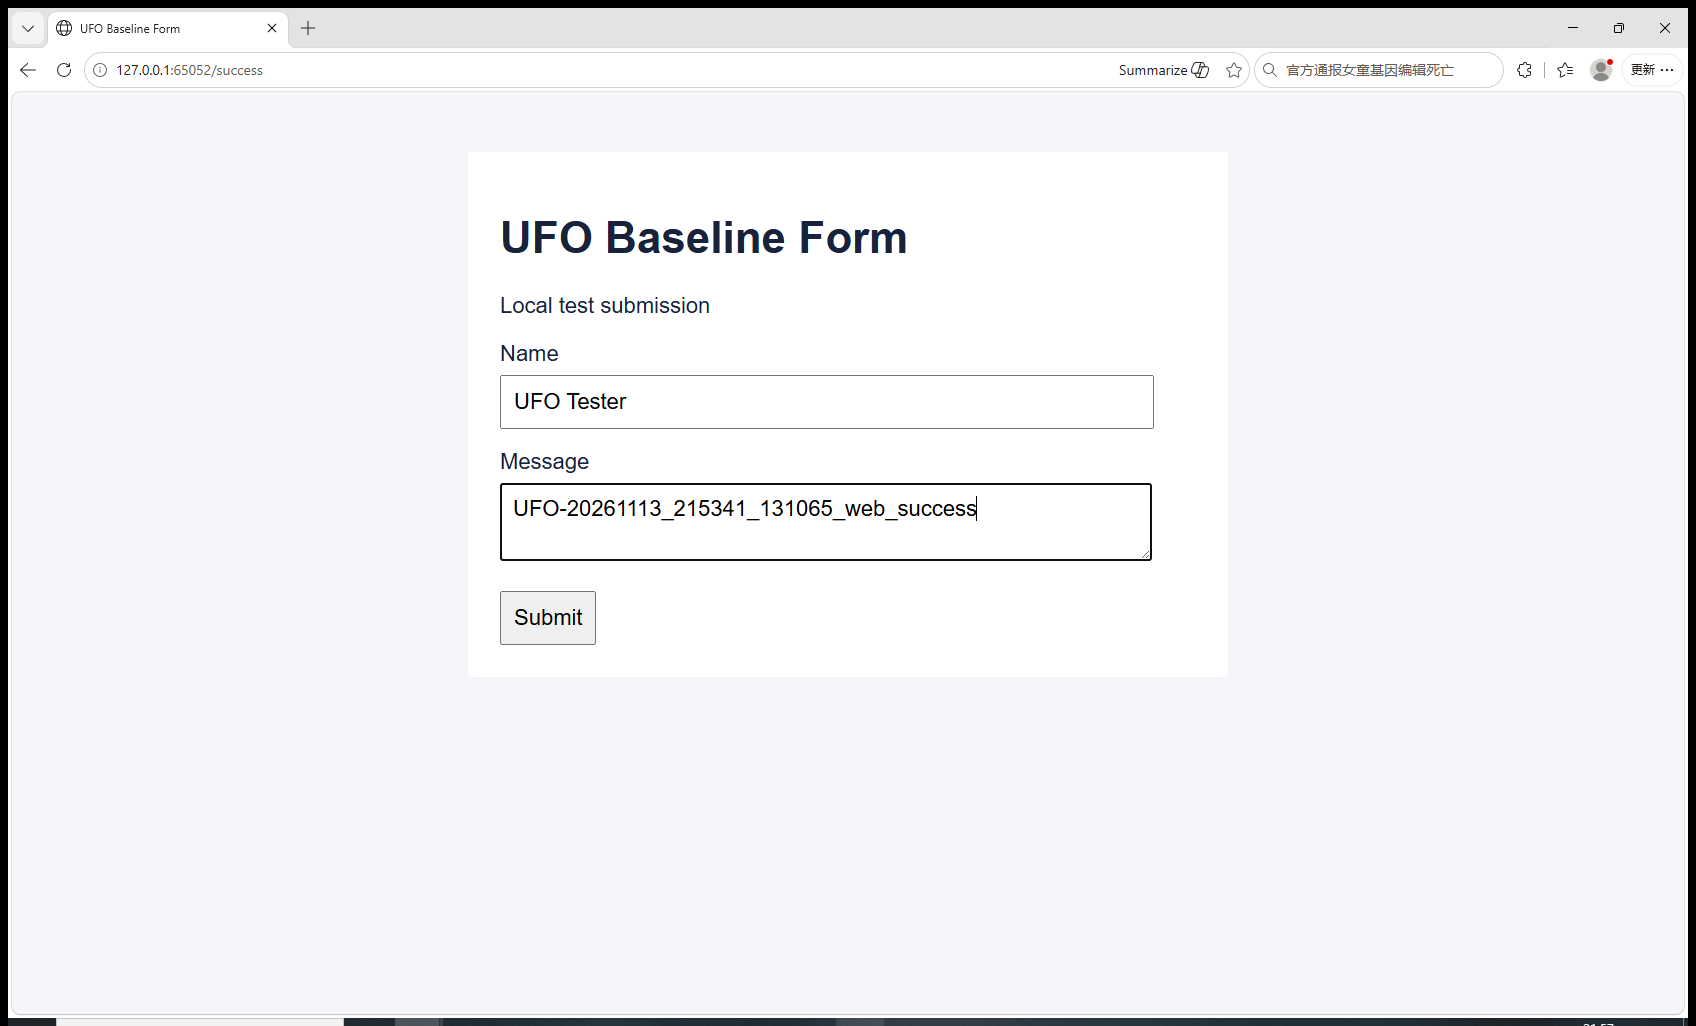 UFO Baseline Form
127.0.0.1:65052/success
Summarize
官方通报女童基因编辑死亡
更新
UFO Baseline Form
Local test submission
Name
UFO Tester
Message
UFO-20261113_215341_131065_web_success
Submit